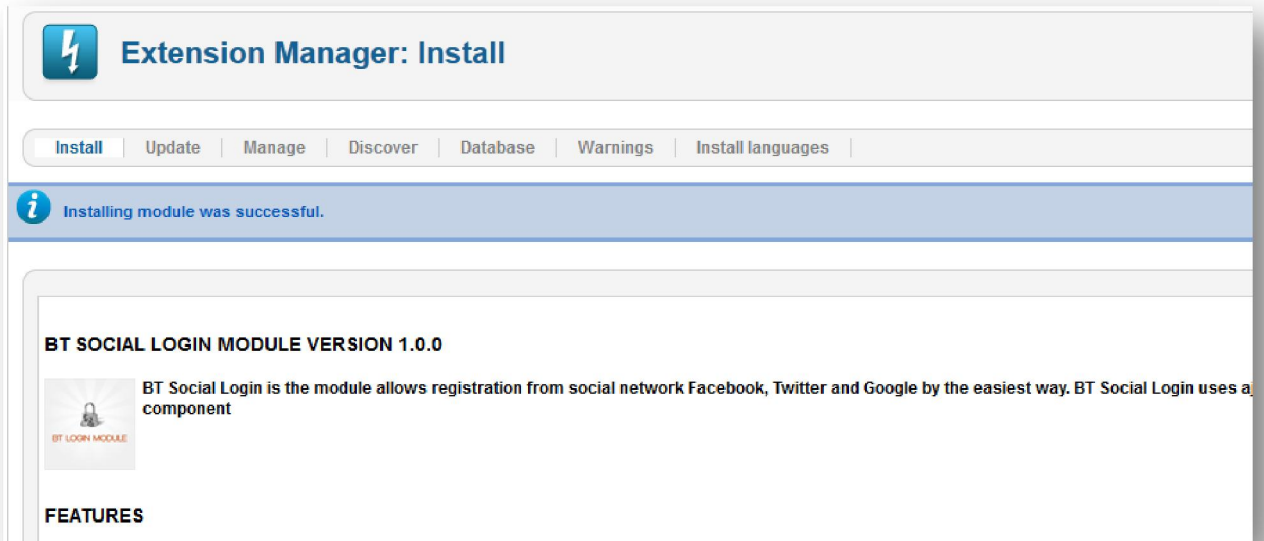 Extension Manager: Install
Install Update Manage Discover Database Warnings Install languages
Installing module was successful.
BT SOCIAL LOGIN MODULE VERSION 1.0.0
BT Social Login is the module allows registration from social network Facebook, Twitter and Google by the easiest way. BT Social Login uses
component
BT LOGIN MODULE
FEATURES